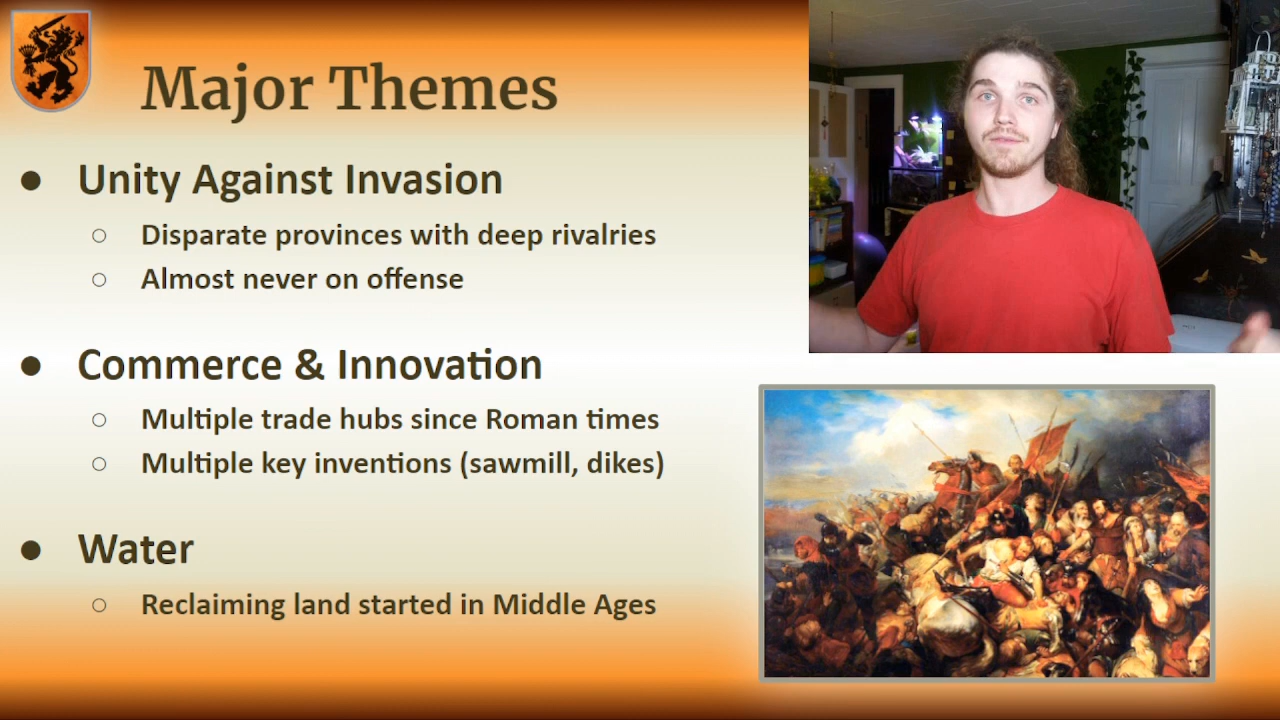 Major Themes
● Unity Against Invasion
○ Disparate provinces with deep rivalries
○ Almost never on offense
● Commerce & Innovation
○ Multiple trade hubs since Roman times
○ Multiple key inventions (sawmill, dikes)
● Water
○ Reclaiming land started in Middle Ages